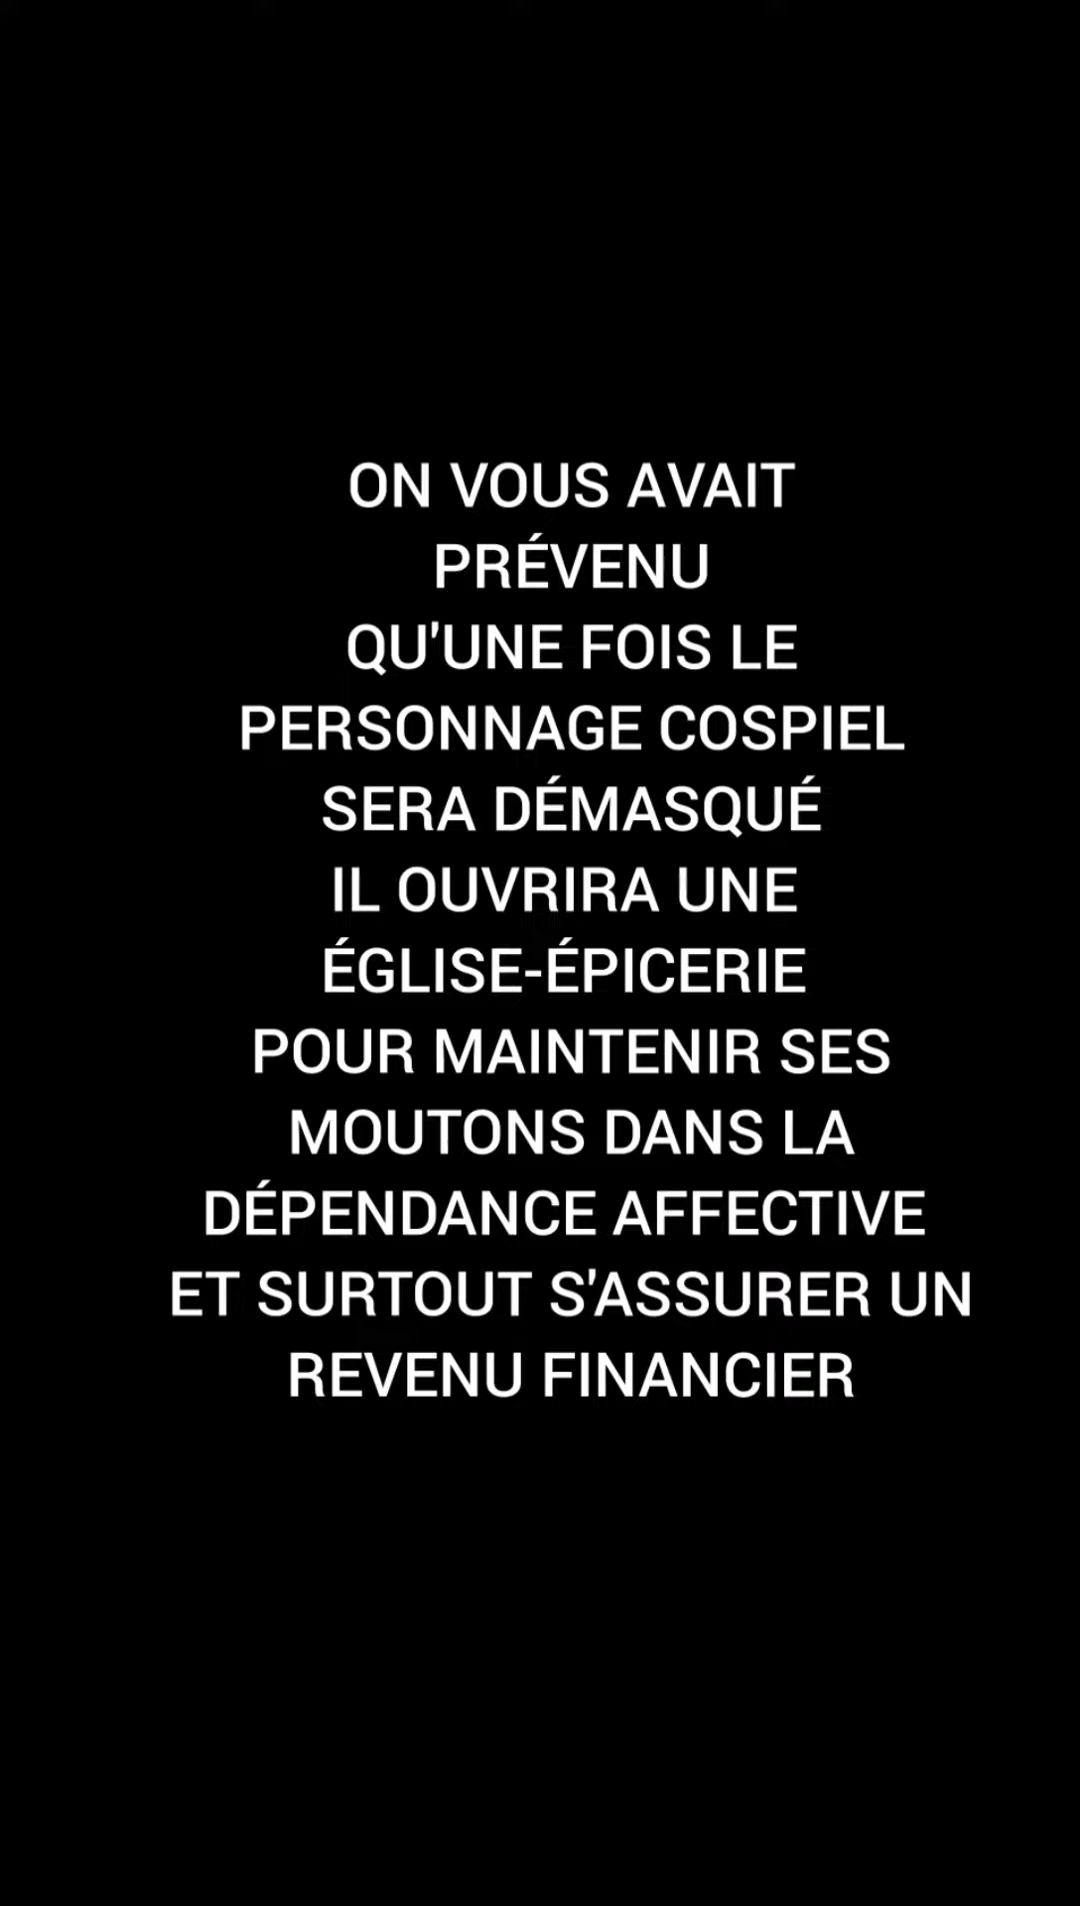 ON VOUS AVAIT
PRÉVENU
QU'UNE FOIS LE
PERSONNAGE COSPIEL
SERA DÉMASQUÉ
IL OUVRIRA UNE
ÉGLISE-ÉPICERIE
POUR MAINTENIR SES
MOUTONS DANS LA
DÉPENDANCE AFFECTIVE
ET SURTOUT S'ASSURER UN
REVENU FINANCIER